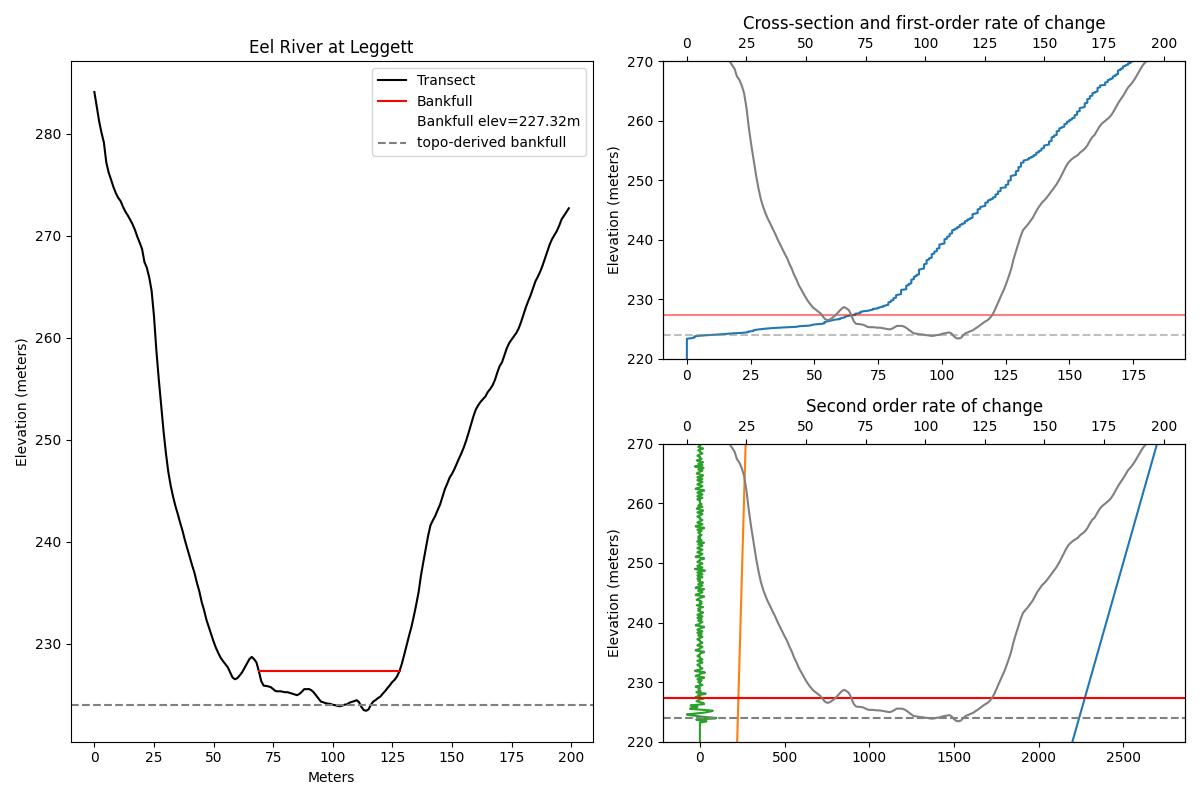 Eel River at Leggett
Transect
Bankfull
Bankfull elev=227.32m
topo-derived bankfull
280
270
260
250
240
230
Elevation (meters)
0 25 50 75 100 125 150 175 200
Meters
Cross-section and first-order rate of change
0 25 50 75 100 125 150 175 200
270
260
250
240
230
220
Elevation (meters)
0 25 50 75 100 125 150 175
Second order rate of change
0 25 50 75 100 125 150 175 200
270
260
250
240
230
220
Elevation (meters)
0 500 1000 1500 2000 2500